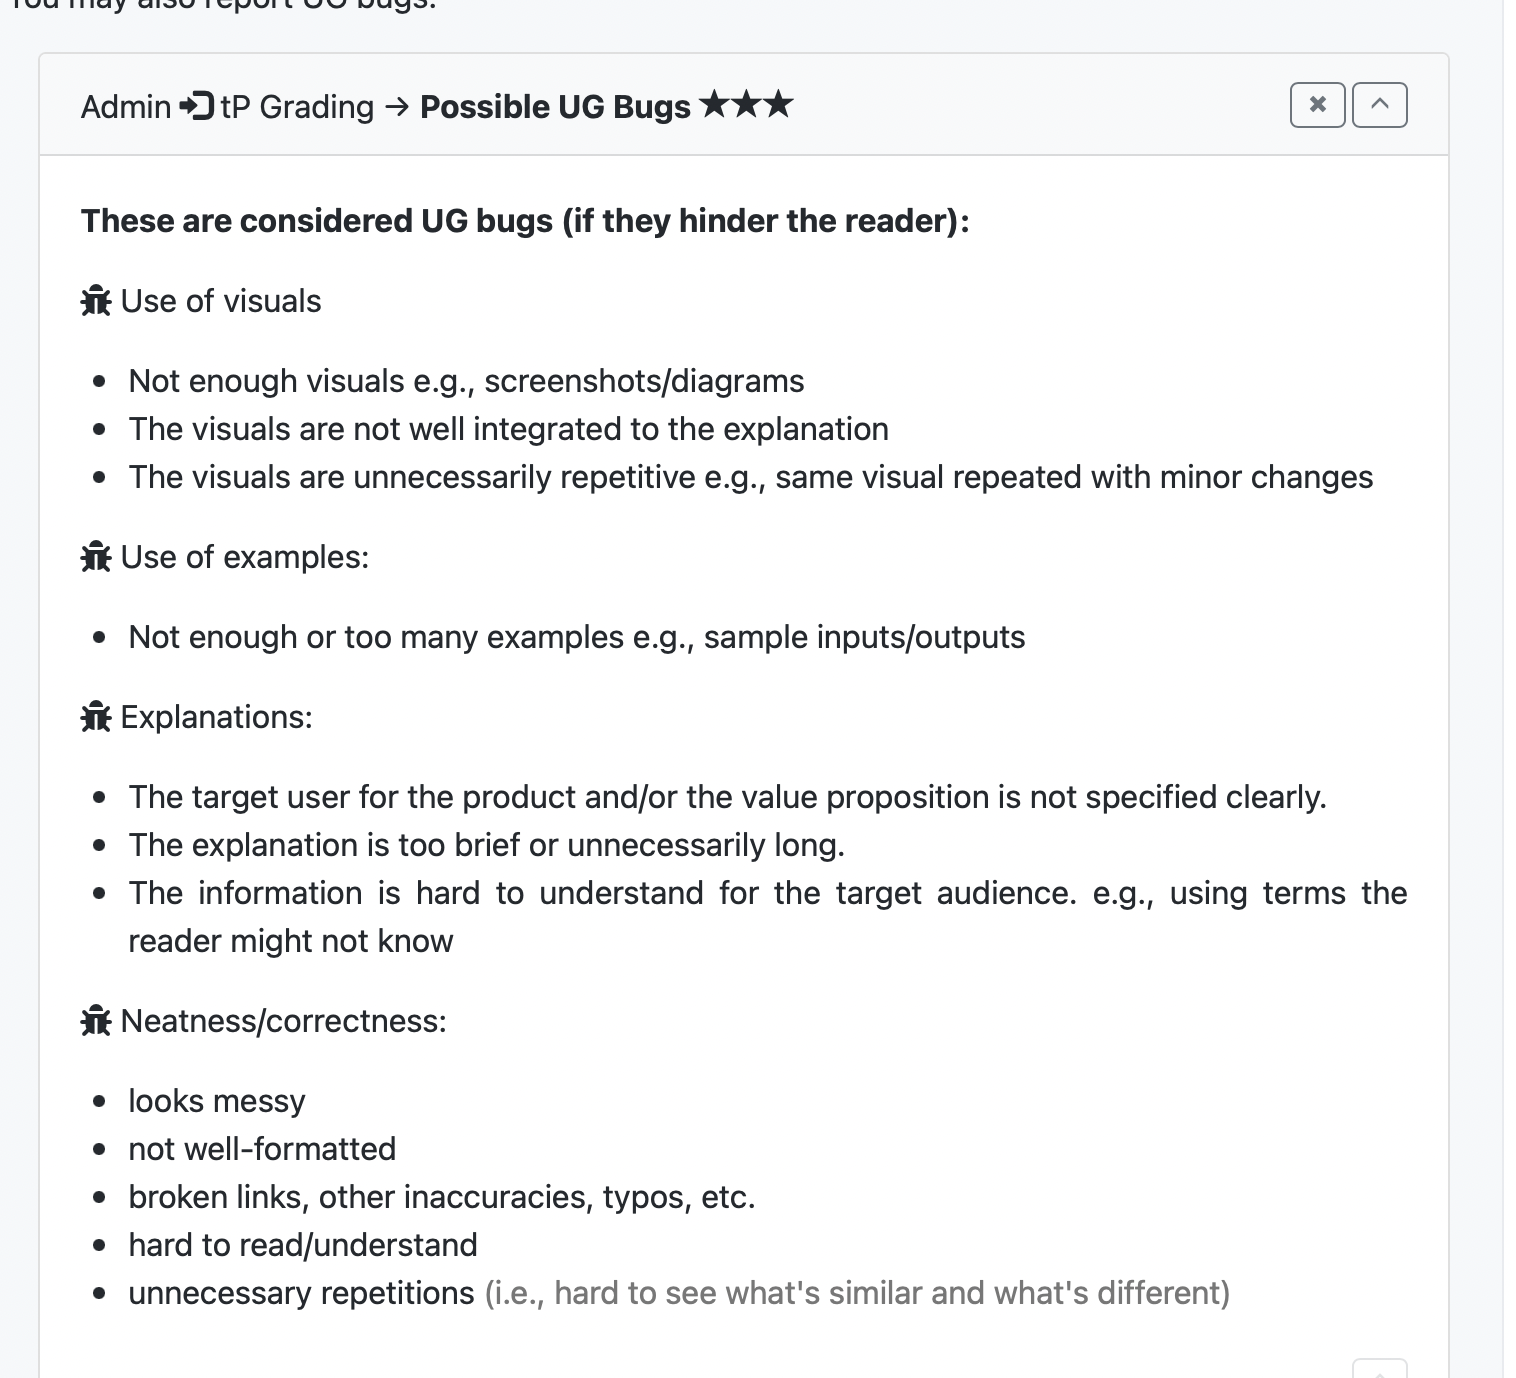 You may also report UG bugs.
Admin tP Grading → Possible UG Bugs ★★★
These are considered UG bugs (if they hinder the reader):
Use of visuals
• Not enough visuals e.g., screenshots/diagrams
• The visuals are not well integrated to the explanation
• The visuals are unnecessarily repetitive e.g., same visual repeated with minor changes
Use of examples:
• Not enough or too many examples e.g., sample inputs/outputs
Explanations:
• The target user for the product and/or the value proposition is not specified clearly.
• The explanation is too brief or unnecessarily long.
• The information is hard to understand for the target audience. e.g., using terms the
reader might not know
Neatness/correctness:
• looks messy
• not well-formatted
• broken links, other inaccuracies, typos, etc.
• hard to read/understand
• unnecessary repetitions (i.e., hard to see what's similar and what's different)